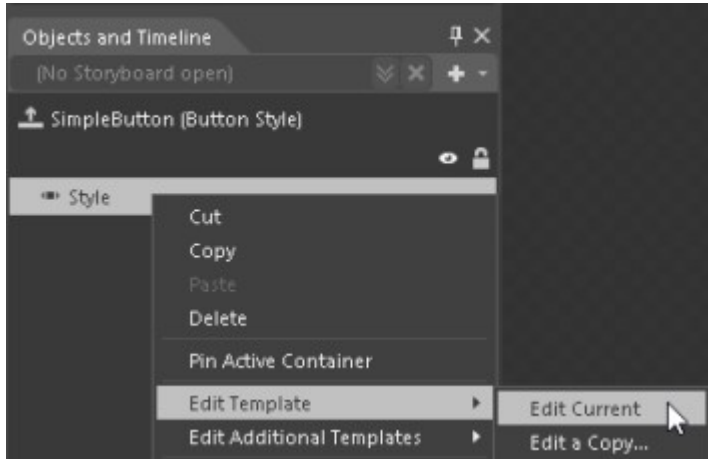 Objects and Timeline
(No Storyboard open)
SimpleButton (Button Style)
Style
Cut
Copy
Paste
Delete
Pin Active Container
Edit Template
Edit Current
Edit Additional Templates
Edit a Copy...